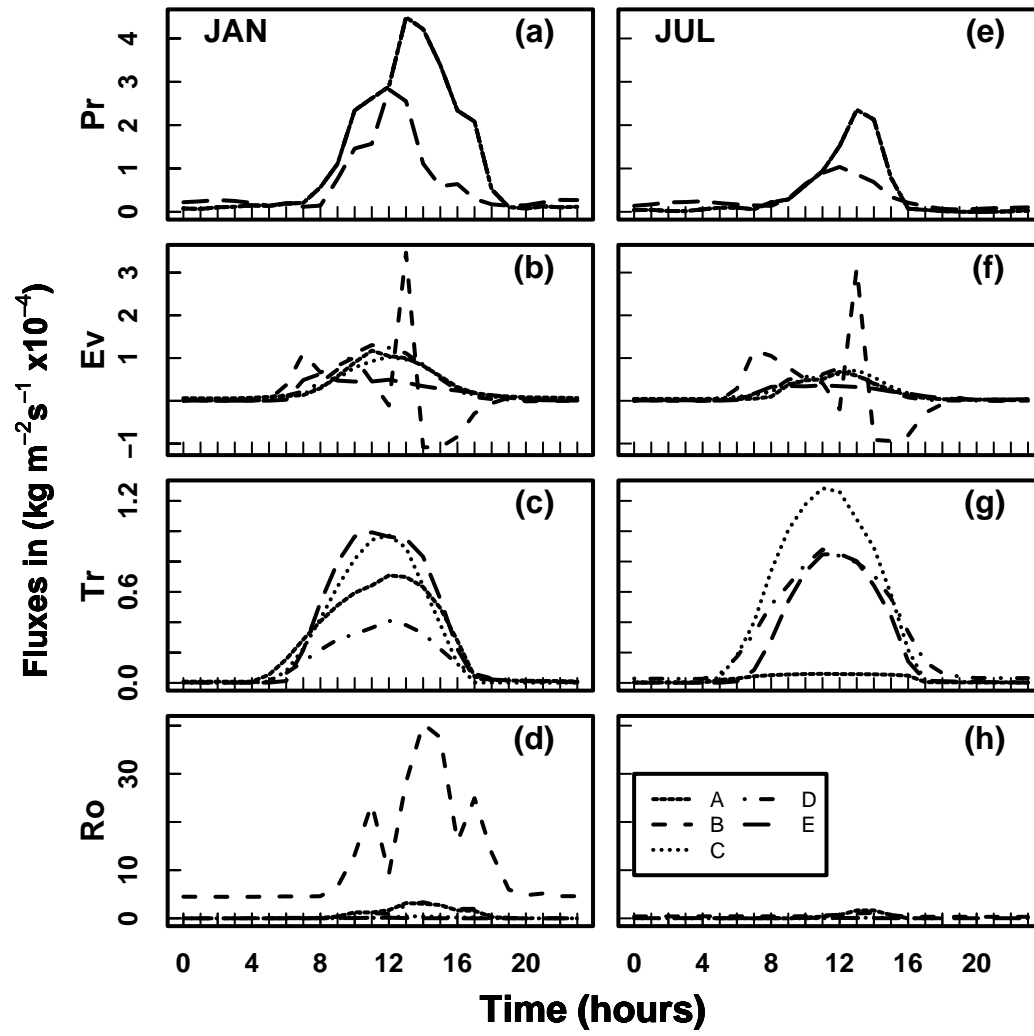 JAN (a) JUL (e)
Pr
0 1 2 3 4
(b) (f)
Ev
−1 1 2 3
(c) (g)
Tr
0.0 0.6 1.2
(d) (h)
Ro
0 10 30
A D
B E
C
0 4 8 12 16 20 0 4 8 12 16 20
Time (hours)
Fluxes in (kg m−2s−1 x10−4)